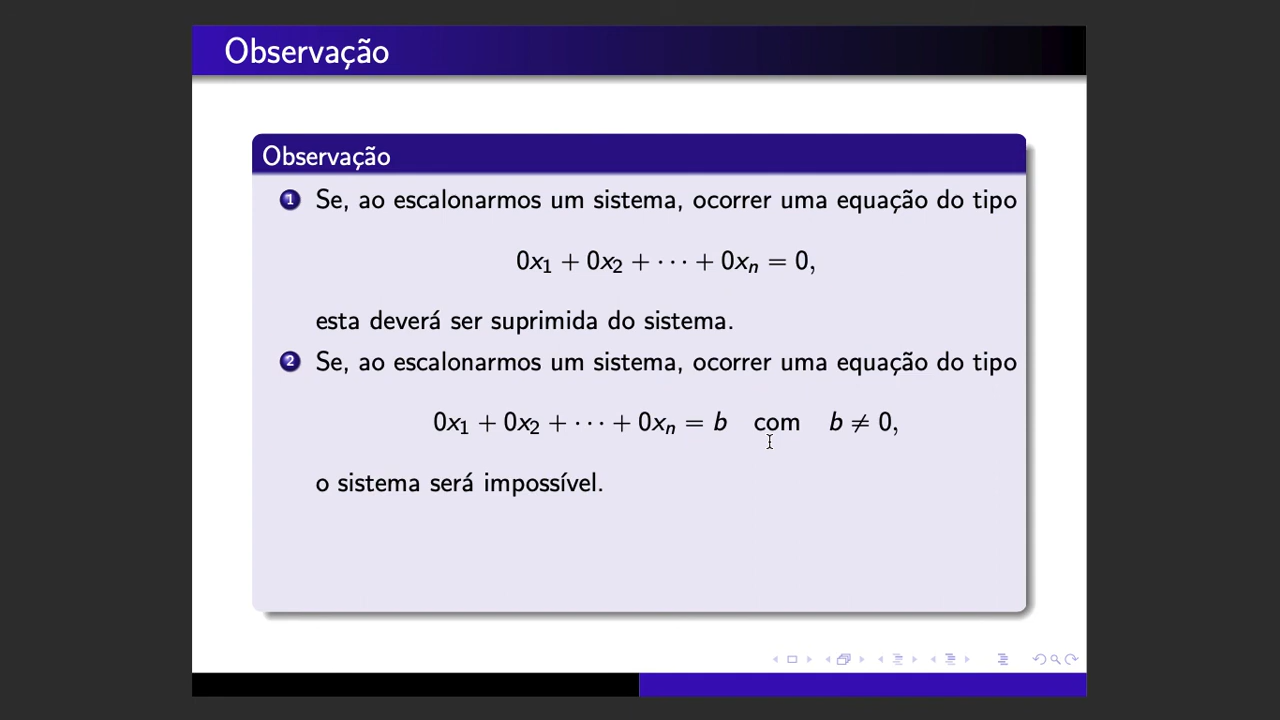 Observação
Observação
1 Se, ao escalonarmos um sistema, ocorrer uma equação do tipo
0x₁ + 0x₂ + · · · + 0xₙ = 0,
esta deverá ser suprimida do sistema.
2 Se, ao escalonarmos um sistema, ocorrer uma equação do tipo
0x₁ + 0x₂ + · · · + 0xₙ = b com b ≠ 0,
o sistema será impossível.